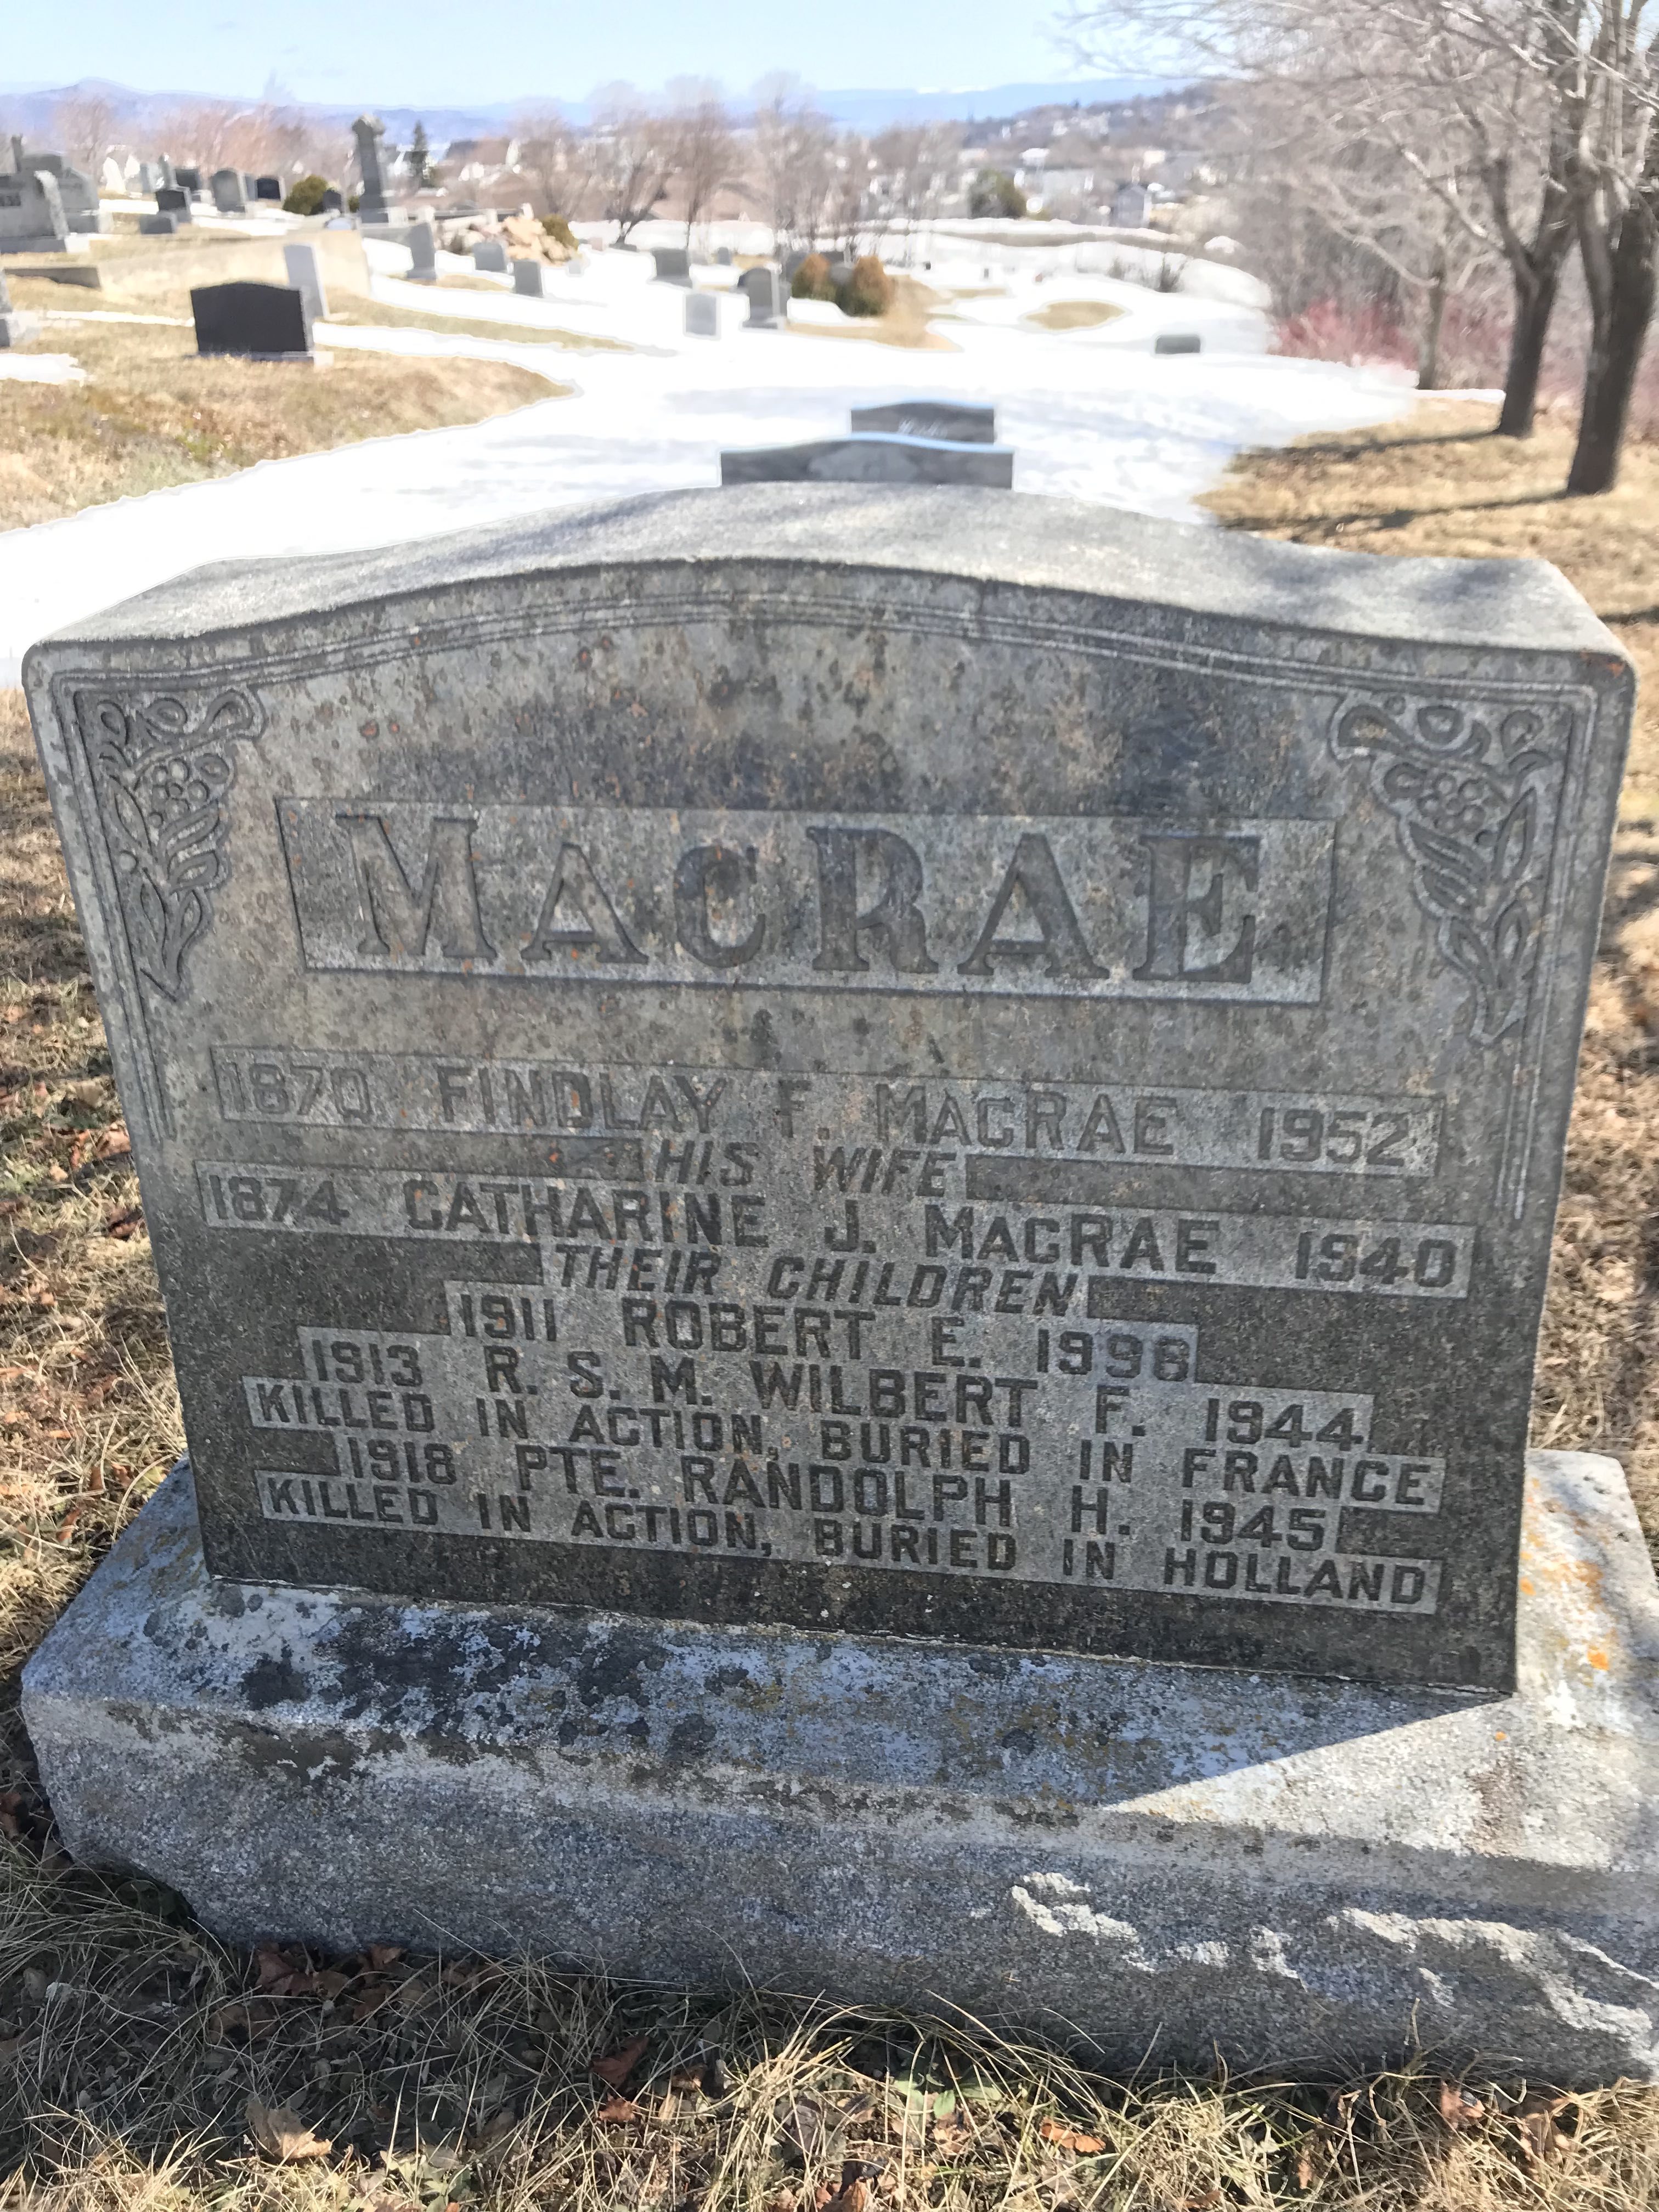 MacRAE
1870 FINDLAY F. MacRAE 1952
HIS WIFE
1874 CATHARINE J. MacRAE 1940
THEIR CHILDREN
1911 ROBERT E. 1996
1913 R. S. M. WILBERT F. 1944
KILLED IN ACTION, BURIED IN FRANCE
1918 PTE. RANDOLPH H. 1945
KILLED IN ACTION, BURIED IN HOLLAND